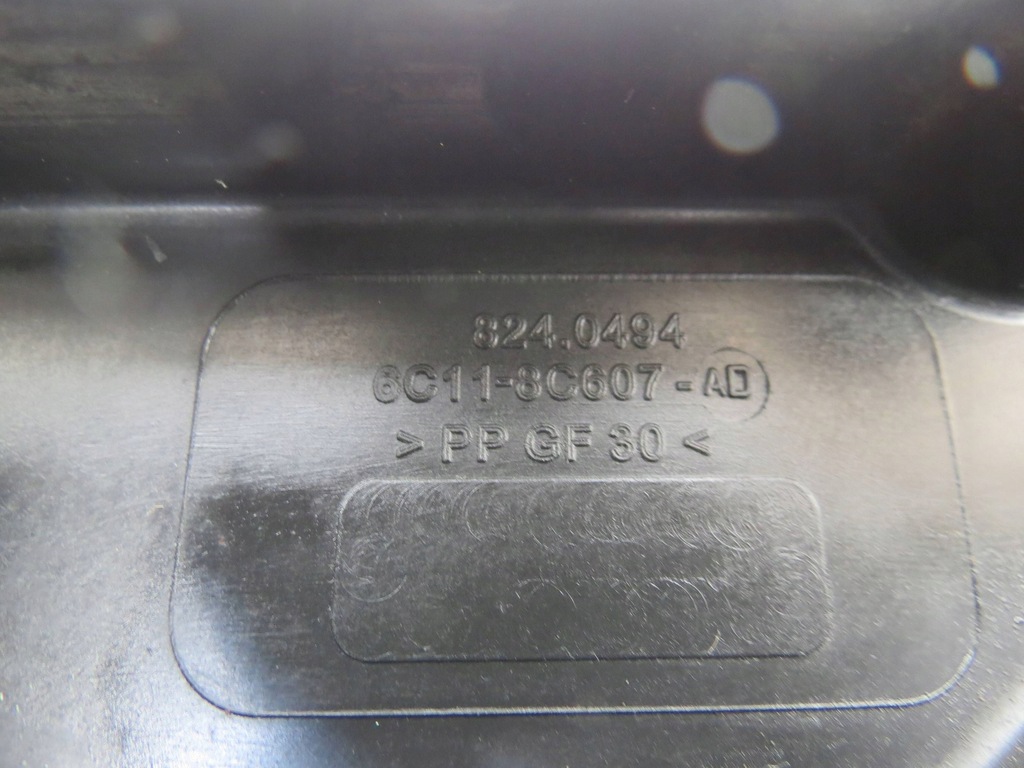 824.0494
6C11-8C607-AD
> PP GF 30 <